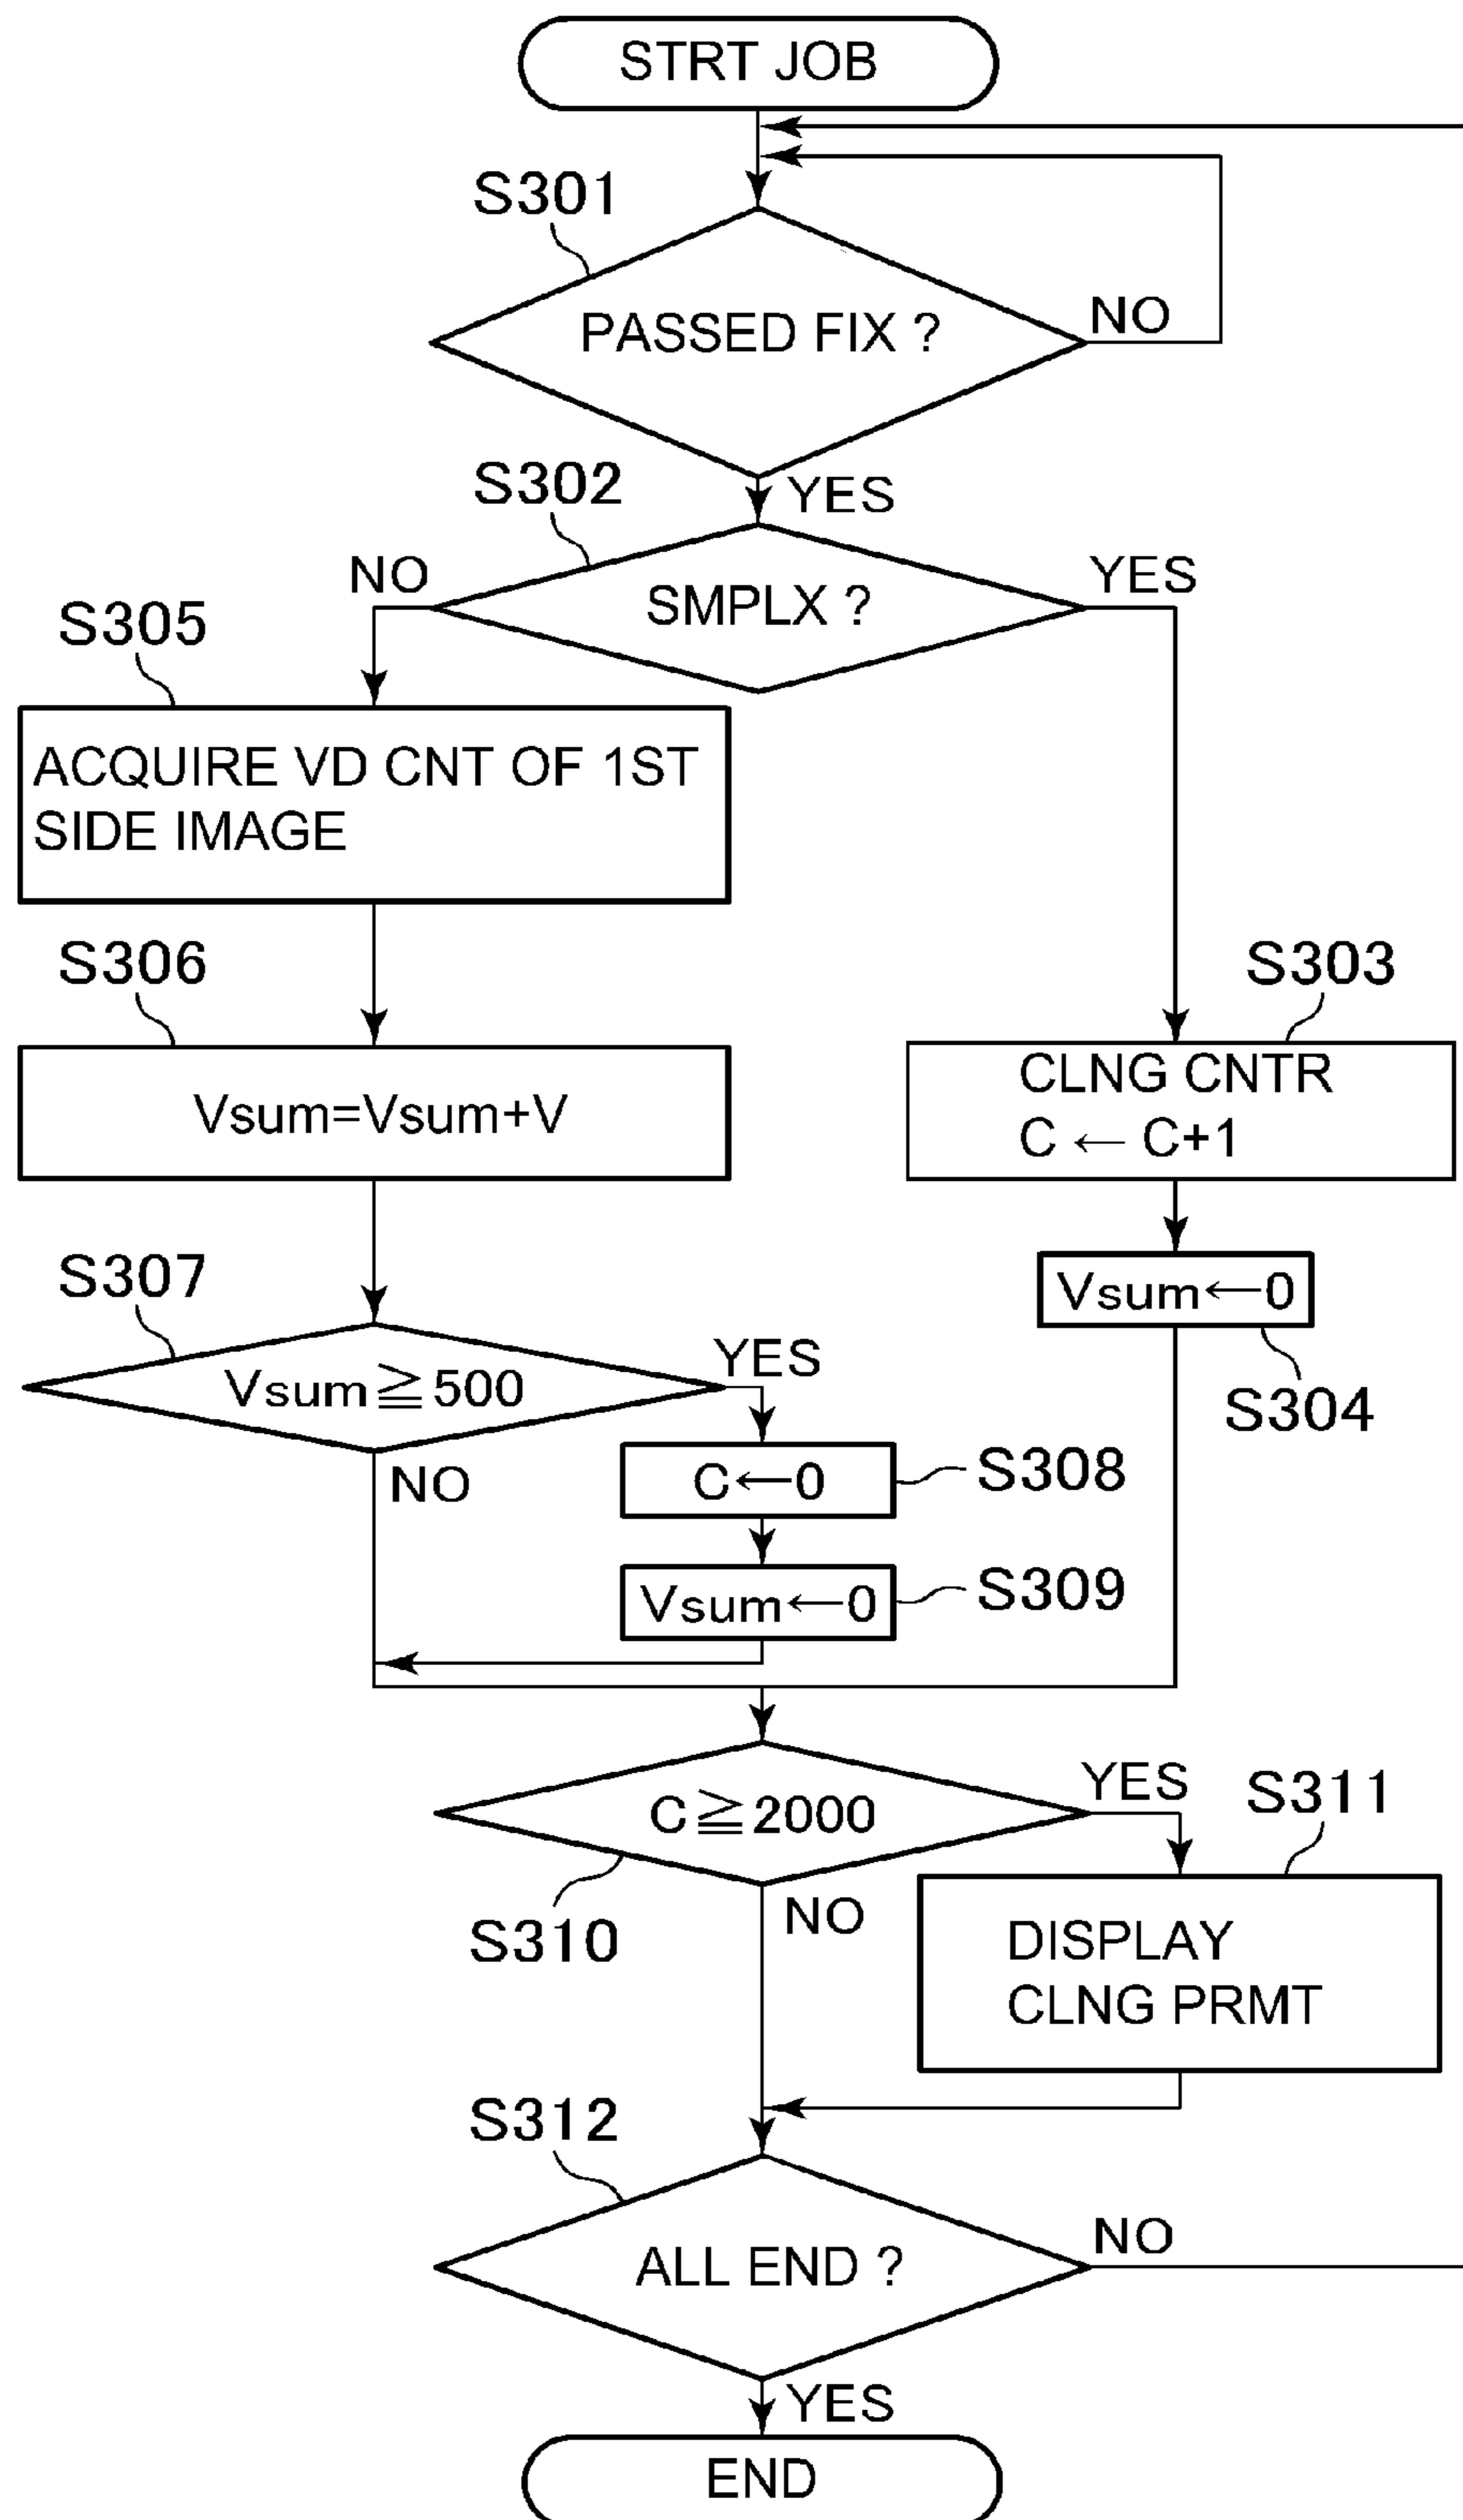 STRT JOB
S301
PASSED FIX ?
NO
S302
YES
NO
SMPLX ?
YES
S305
ACQUIRE VD CNT OF 1ST
SIDE IMAGE
S306
S303
Vsum=Vsum+V
CLNG CNTR
C ← C+1
S307
Vsum←0
YES
Vsum≧500
S304
NO
C←0
S308
Vsum←0
S309
YES
S311
C≧2000
NO
S310
DISPLAY
CLNG PRMT
S312
NO
ALL END ?
YES
END